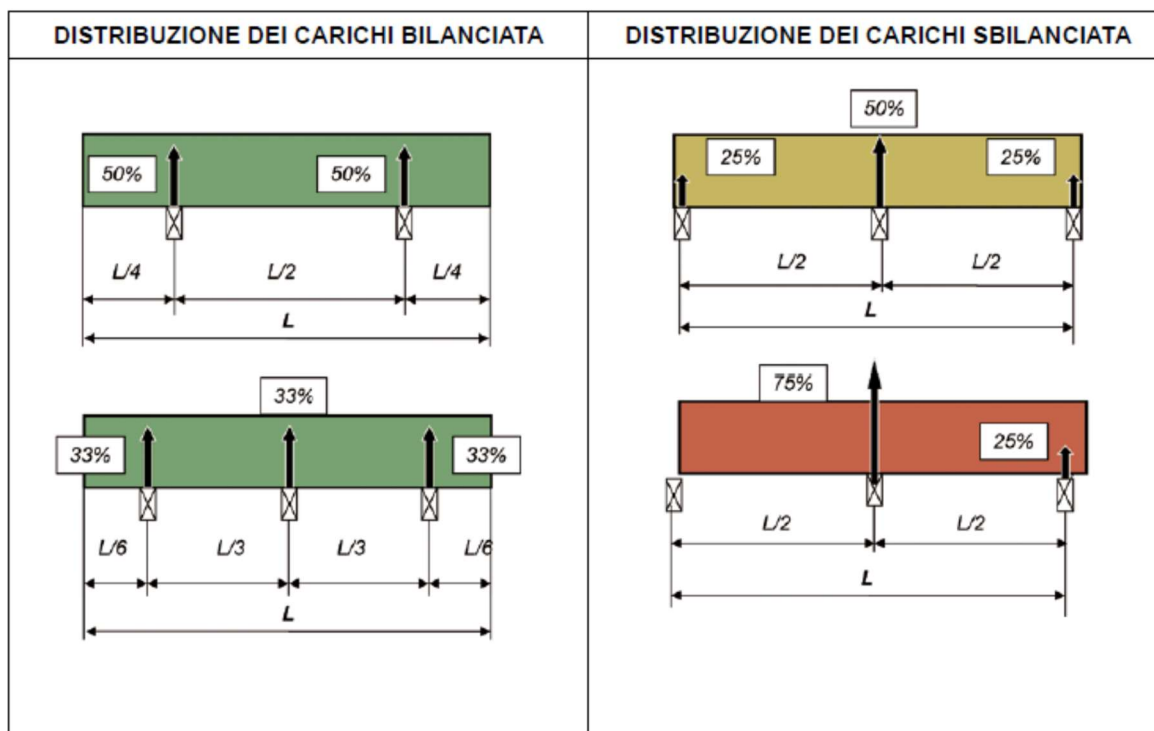 DISTRIBUZIONE DEI CARICHI BILANCIATA
DISTRIBUZIONE DEI CARICHI SBILANCIATA
50% 50%
L/4 L/2 L/4
L
33%
33% 33%
L/6 L/3 L/3 L/6
L
50%
25% 25%
L/2 L/2
L
75%
25%
L/2 L/2
L